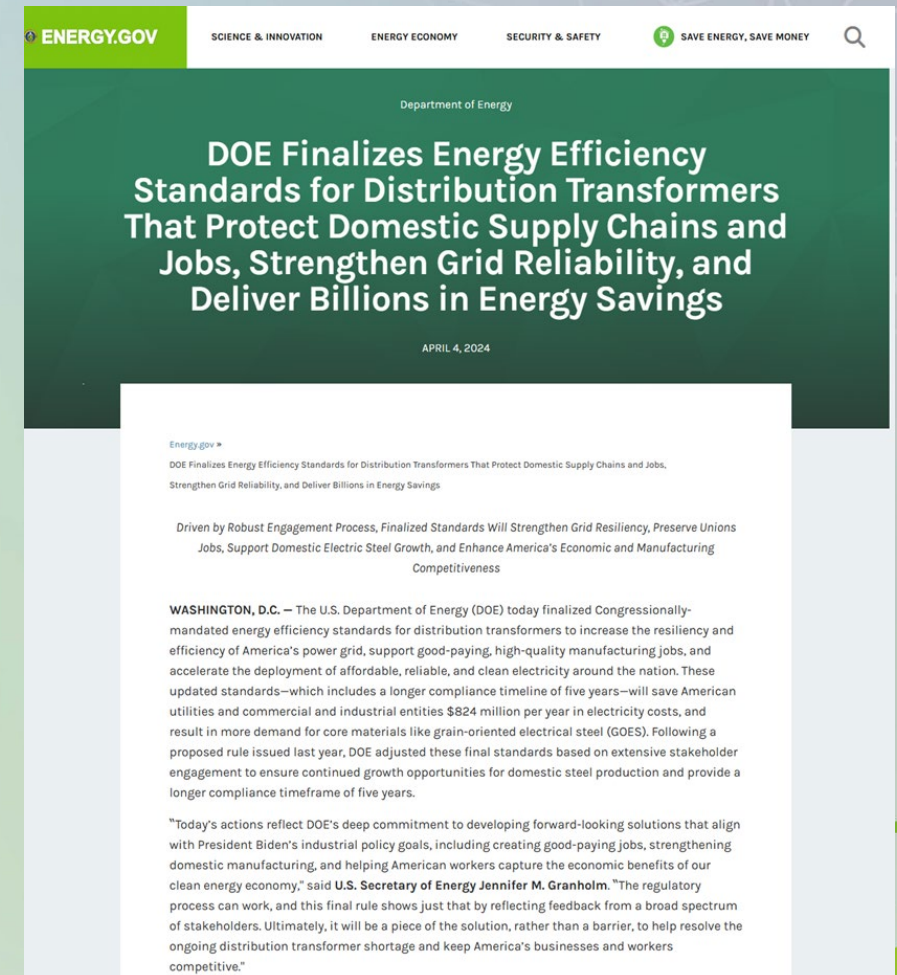 ENERGY.GOV
SCIENCE & INNOVATION
ENERGY ECONOMY
SECURITY & SAFETY
SAVE ENERGY, SAVE MONEY
Department of Energy
DOE Finalizes Energy Efficiency
Standards for Distribution Transformers
That Protect Domestic Supply Chains and
Jobs, Strengthen Grid Reliability, and
Deliver Billions in Energy Savings
APRIL 4, 2024
Energy.gov »
DOE Finalizes Energy Efficiency Standards for Distribution Transformers That Protect Domestic Supply Chains and Jobs,
Strengthen Grid Reliability, and Deliver Billions in Energy Savings
Driven by Robust Engagement Process, Finalized Standards Will Strengthen Grid Resiliency, Preserve Unions
Jobs, Support Domestic Electric Steel Growth, and Enhance America's Economic and Manufacturing
Competitiveness
WASHINGTON, D.C. — The U.S. Department of Energy (DOE) today finalized Congressionally-
mandated energy efficiency standards for distribution transformers to increase the resiliency and
efficiency of America's power grid, support good-paying, high-quality manufacturing jobs, and
accelerate the deployment of affordable, reliable, and clean electricity around the nation. These
updated standards—which includes a longer compliance timeline of five years—will save American
utilities and commercial and industrial entities $824 million per year in electricity costs, and
result in more demand for core materials like grain-oriented electrical steel (GOES). Following a
proposed rule issued last year, DOE adjusted these final standards based on extensive stakeholder
engagement to ensure continued growth opportunities for domestic steel production and provide a
longer compliance timeframe of five years.
"Today's actions reflect DOE's deep commitment to developing forward-looking solutions that align
with President Biden's industrial policy goals, including creating good-paying jobs, strengthening
domestic manufacturing, and helping American workers capture the economic benefits of our
clean energy economy," said U.S. Secretary of Energy Jennifer M. Granholm. "The regulatory
process can work, and this final rule shows just that by reflecting feedback from a broad spectrum
of stakeholders. Ultimately, it will be a piece of the solution, rather than a barrier, to help resolve the
ongoing distribution transformer shortage and keep America's businesses and workers
competitive."